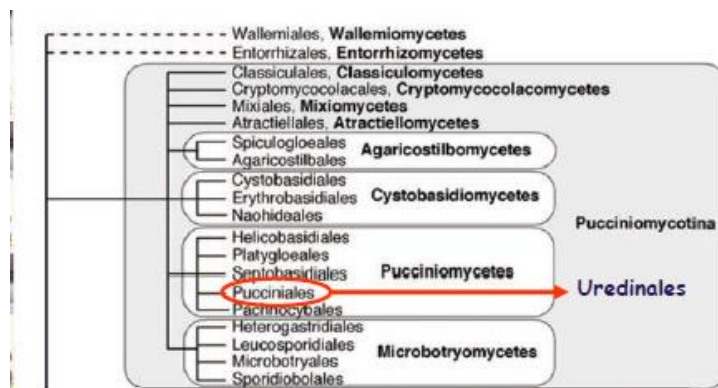 Wallemiales, Wallemiomycetes
Entorrhizales, Entorrhizomycetes
Classiculales, Classiculomycetes
Cryptomycocolacales, Cryptomycocolacomycetes
Mixiales, Mixiomycetes
Atractiellales, Atractiellomycetes
Spiculogloeales
Agaricostilbales
Agaricostilbomycetes
Cystobasidiales
Erythrobasidiales
Naohideales
Cystobasidiomycetes
Helicobasidiales
Platygloeales
Septobasidiales
Pucciniales
Pachnocybales
Pucciniomycetes
Heterogastridiales
Leucosporidiales
Microbotryales
Sporidiobolales
Microbotryomycetes
Pucciniomycotina
Uredinales